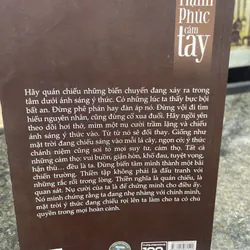 Hạnh
Phúc
cầm
tay
Hãy quán chiếu những biến chuyển đang xảy ra trong
tâm dưới ánh sáng ý thức. Có những lúc ta thấy bực bội
bất an. Đừng phê phán hay đàn áp nó. Đừng vội đi tìm
hiểu nguyên nhân, cũng đừng cố xua đuổi. Hãy ngồi yên
theo dõi hơi thở, mỉm một nụ cười trầm lặng và chiếu
ánh sáng ý thức vào. Từ từ nó sẽ đổi thay. Giống như
mặt trời đang chiếu sáng vào mỗi lá cây, ngọn cỏ; ý thức
chánh niệm cũng soi tỏ mọi suy tư, cảm thọ. Tất cả
những cảm thọ: vui buồn, giận hờn, khổ đau, tuyệt vọng,
hận thù... đều là ta. Đừng biến tâm mình thành một bãi
chiến trường. Thiền tập không phải là đấu tranh với
những rắc rối trong lòng. Thiền nghĩa là quán chiếu, là
quan sát. Nụ cười của ta đủ để chứng minh cho điều ấy.
Nó minh chứng rằng ta đang nhẹ nhàng với chính mình,
mặt trời ý thức đang chiếu rọi lên ta làm cho ta có chủ
quyền trong mọi hoàn cảnh.